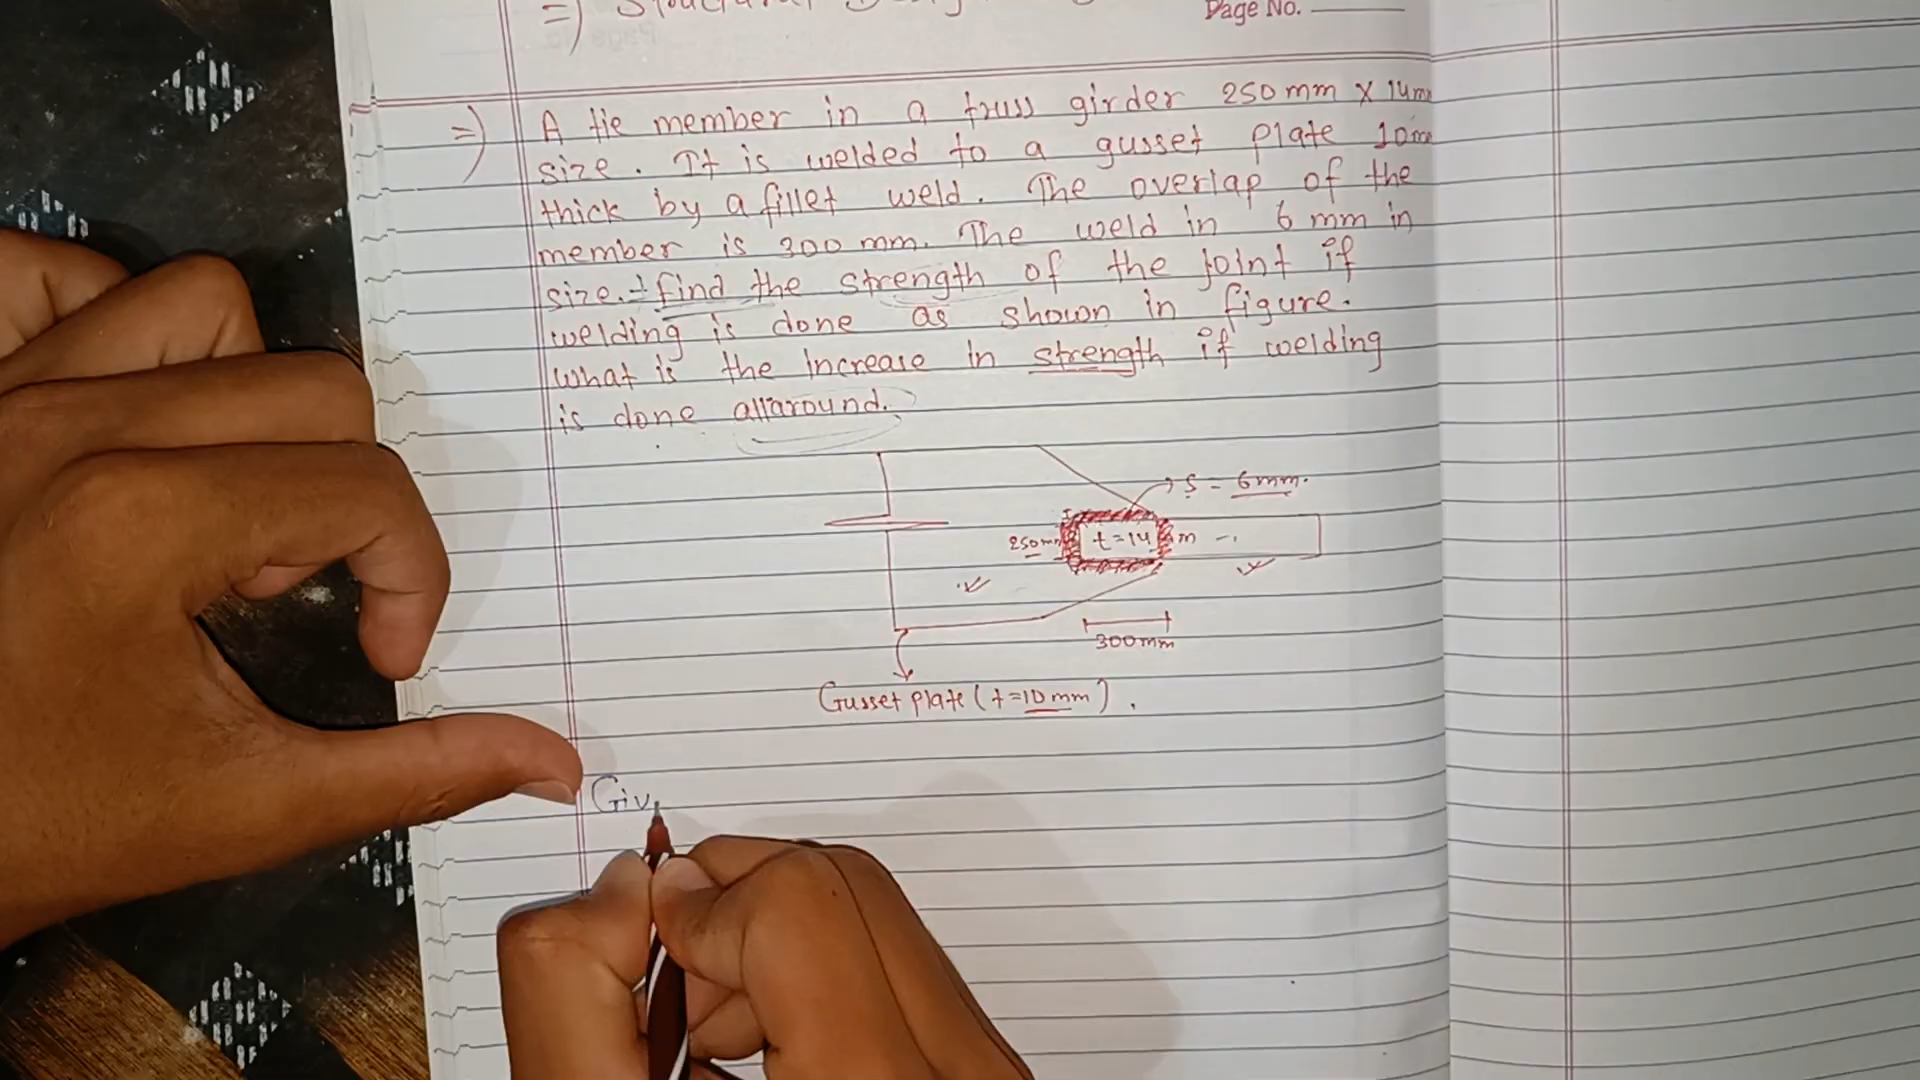 =)
Page No.
=) A tie member in a truss girder 250 mm x 14mm
size. It is welded to a gusset plate 10mm
thick by a fillet weld. The overlap of the
member is 300 mm. The weld in 6 mm in
size. find the strength of the joint if
welding is done as shown in figure.
What is the increase in strength if welding
is done allaround.
S = 6mm.
250mm t=14 m
300mm
Gusset plate (t=10 mm).
Giv